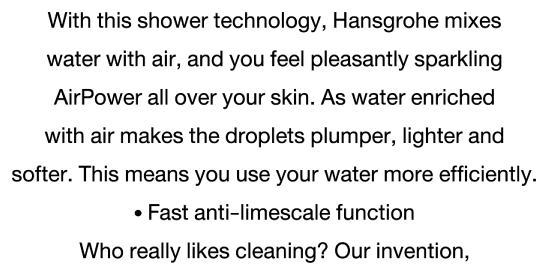 With this shower technology, Hansgrohe mixes
water with air, and you feel pleasantly sparkling
AirPower all over your skin. As water enriched
with air makes the droplets plumper, lighter and
softer. This means you use your water more efficiently.
• Fast anti-limescale function
Who really likes cleaning? Our invention,